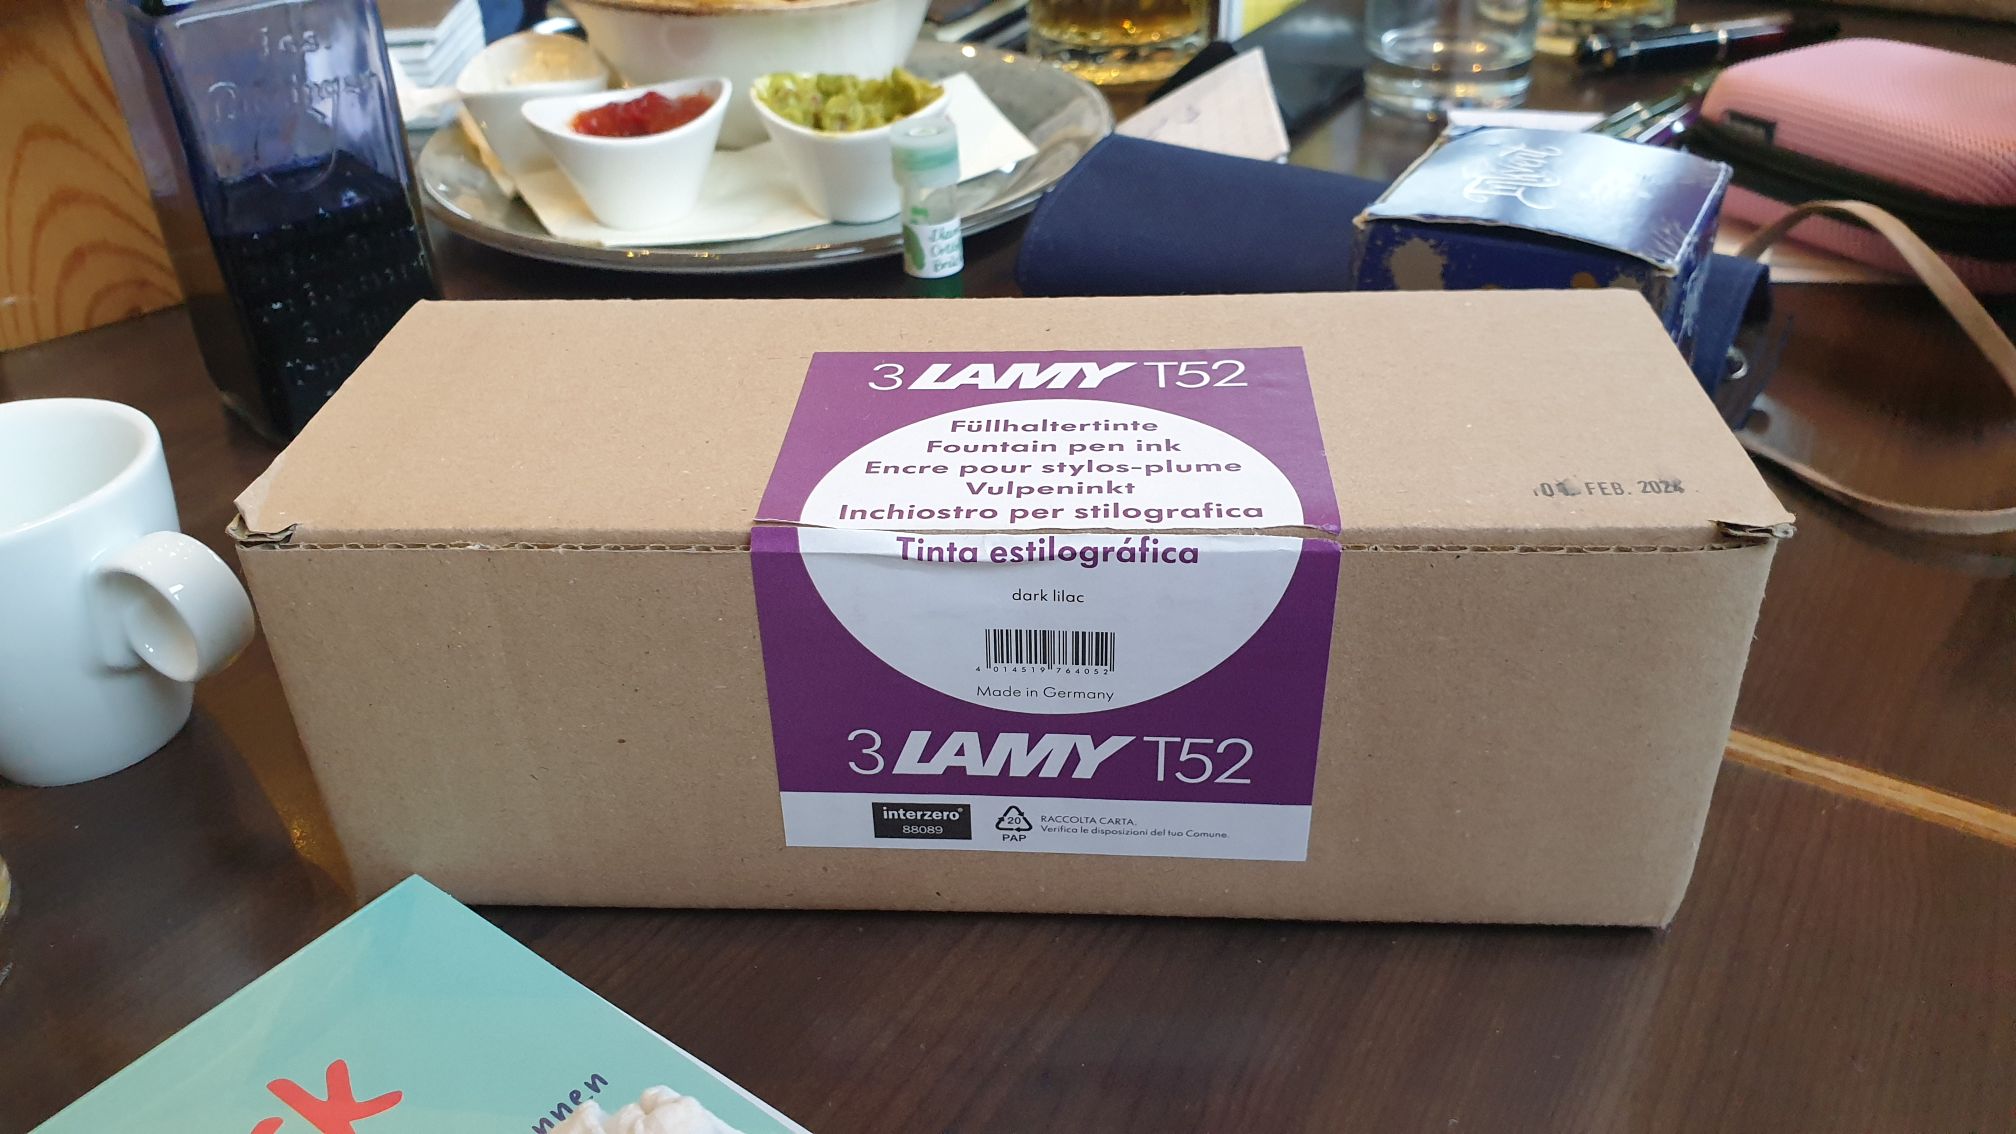 Inkvent
3 LAMY T52
Füllhaltertinte
Fountain pen ink
Encre pour stylos-plume
Vulpeninkt
Inchiostro per stilografica
Tinta estilográfica
dark lilac
4 014519 764052
Made in Germany
3 LAMY T52
interzero®
88089
20
PAP
RACCOLTA CARTA.
Verifica le disposizioni del tuo Comune.
FEB. 2024